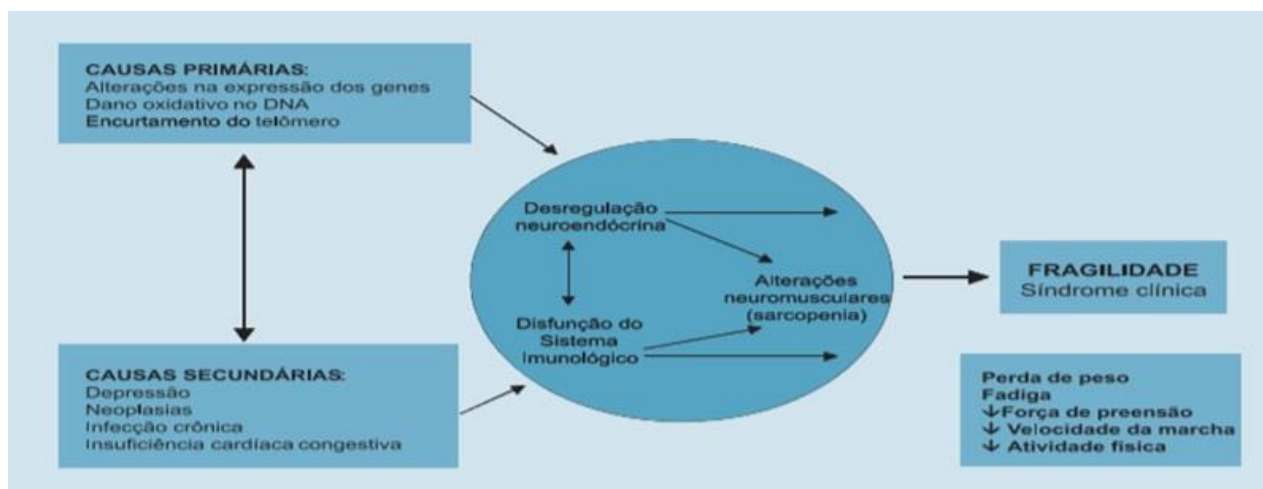 CAUSAS PRIMÁRIAS:
Alterações na expressão dos genes
Dano oxidativo no DNA
Encurtamento do telômero
Desregulação
neuroendócrina
Alterações
neuromusculares
(sarcopenia)
Disfunção do
Sistema
Imunológico
CAUSAS SECUNDÁRIAS:
Depressão
Neoplasias
Infecção crônica
Insuficiência cardíaca congestiva
FRAGILIDADE
Síndrome clínica
Perda de peso
Fadiga
↓Força de preensão
↓ Velocidade da marcha
↓ Atividade física